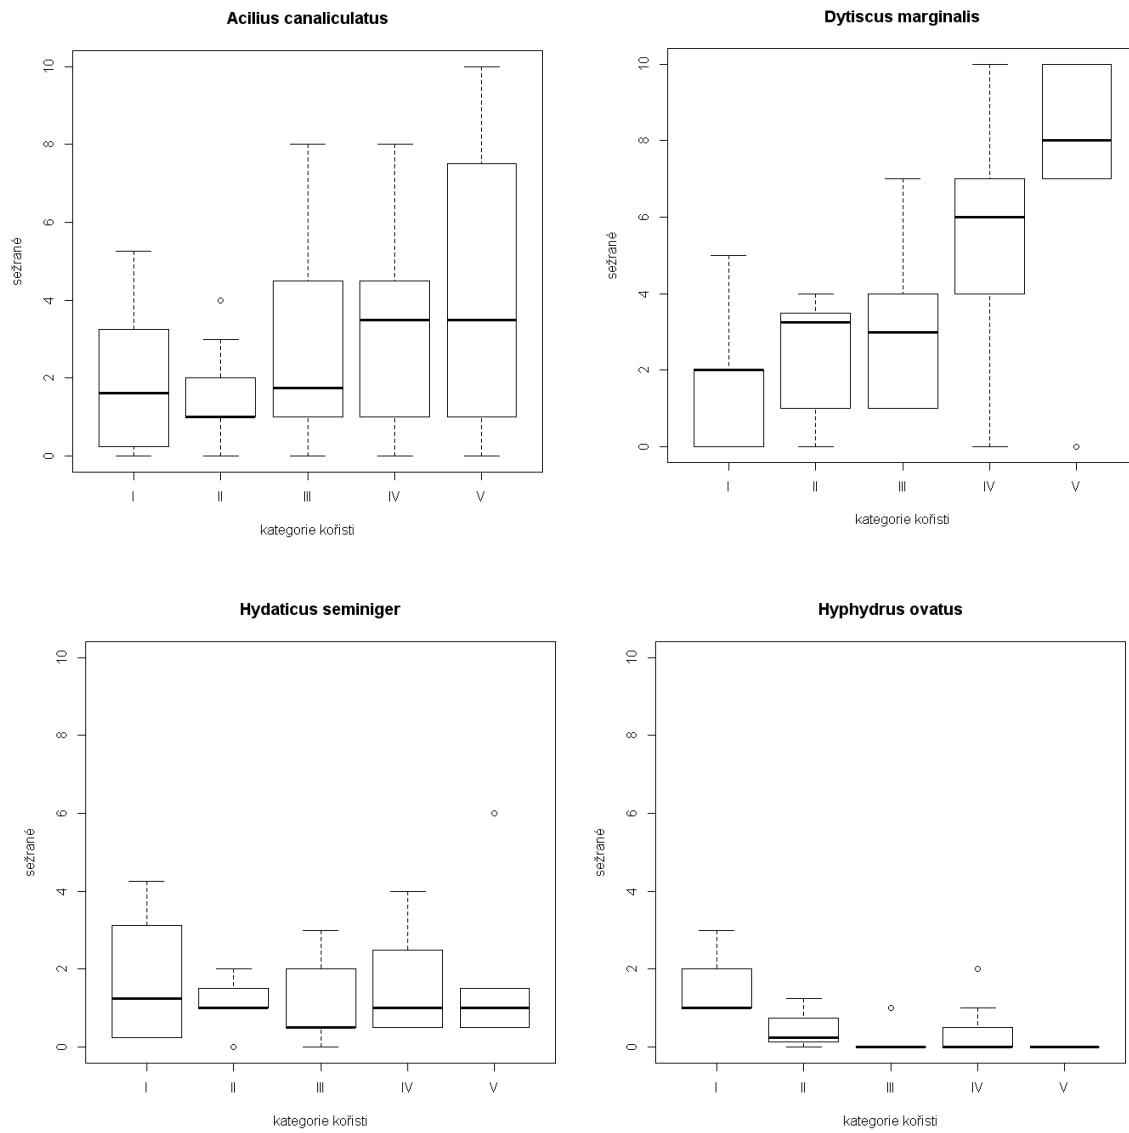 Acilius canaliculatus
sežrané
10
8
6
4
2
0
I II III IV V
kategorie kořisti
Dytiscus marginalis
sežrané
10
8
6
4
2
0
I II III IV V
kategorie kořisti
Hydaticus seminiger
sežrané
10
8
6
4
2
0
I II III IV V
kategorie kořisti
Hyphydrus ovatus
sežrané
10
8
6
4
2
0
I II III IV V
kategorie kořisti